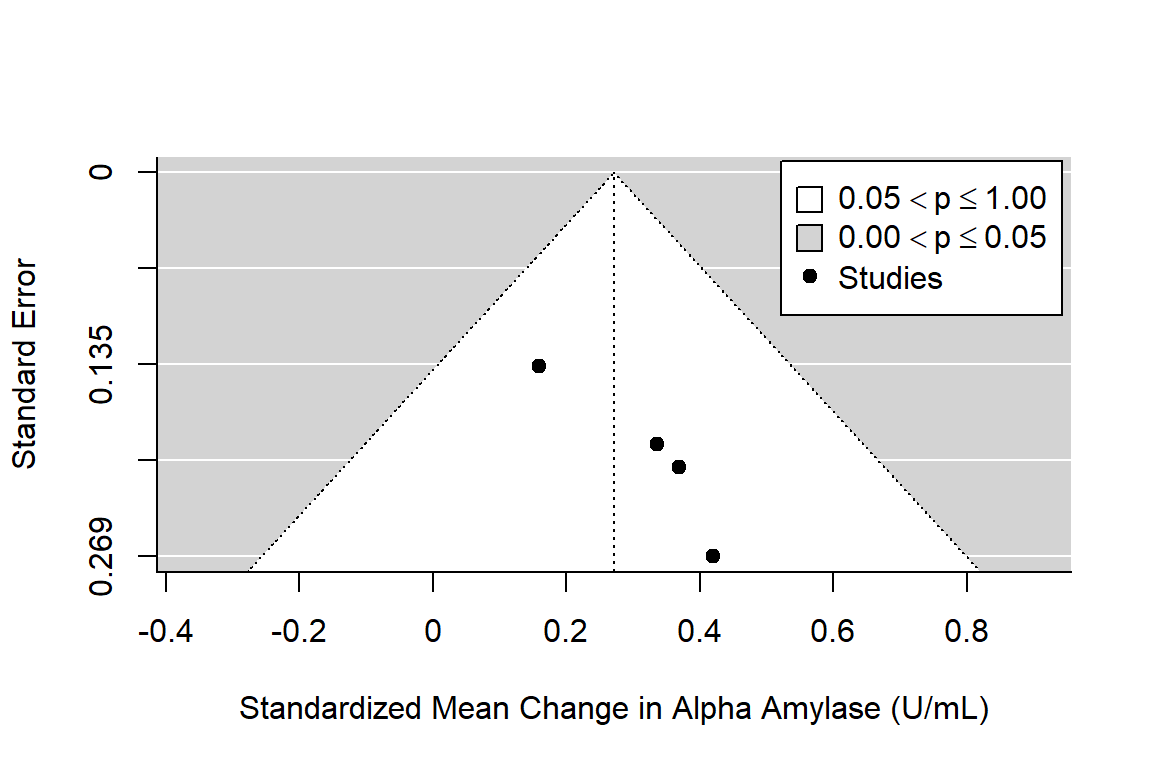 0.05 < p ≤ 1.00
0.00 < p ≤ 0.05
Studies
Standard Error
0
0.135
0.269
-0.4 -0.2 0 0.2 0.4 0.6 0.8
Standardized Mean Change in Alpha Amylase (U/mL)